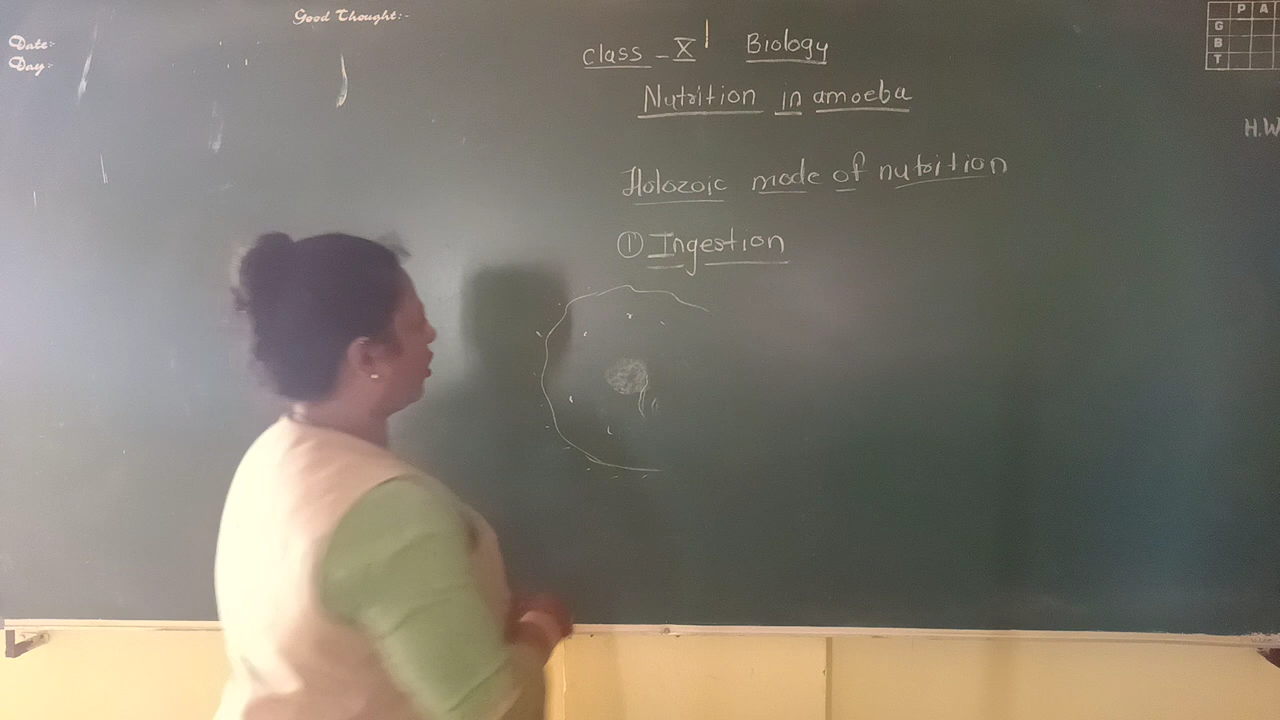 Good Thought:-
Date:-
Day:-
P A
G
B
T
Class - X Biology
Nutrition in amoeba
H.W
Holozoic mode of nutrition
① Ingestion